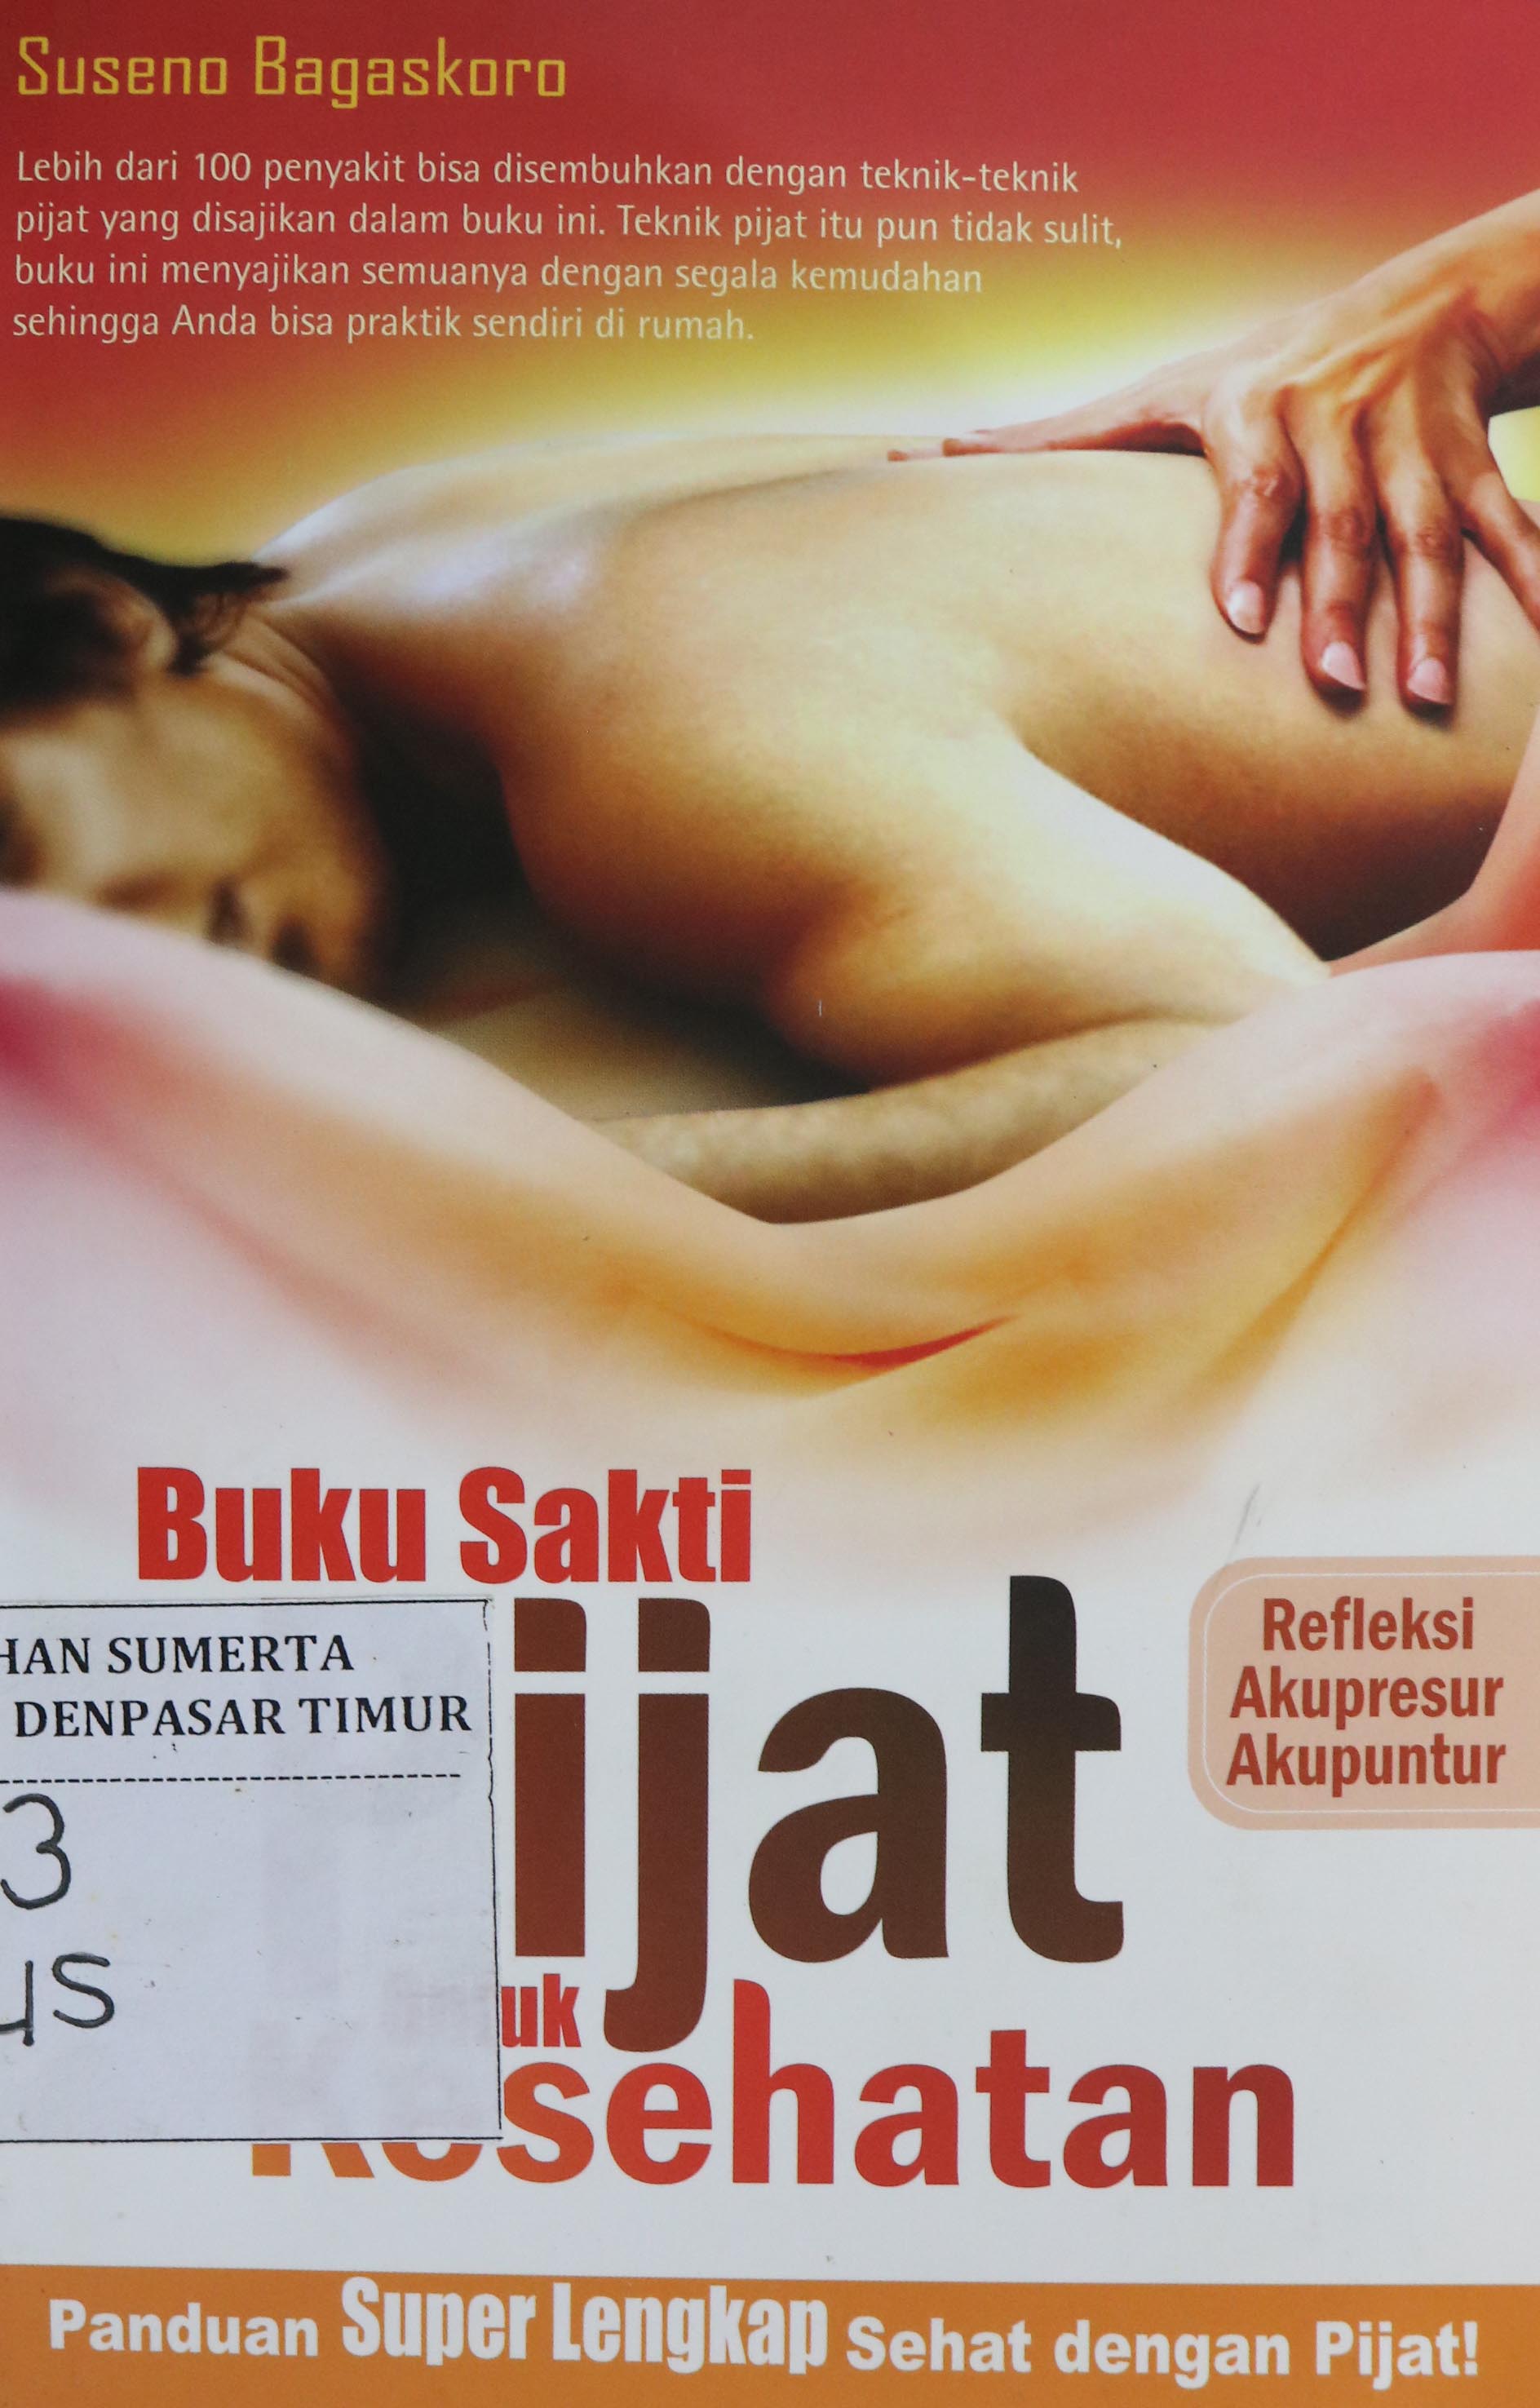 Suseno Bagaskoro
Lebih dari 100 penyakit bisa disembuhkan dengan teknik-teknik
pijat yang disajikan dalam buku ini. Teknik pijat itu pun tidak sulit,
buku ini menyajikan semuanya dengan segala kemudahan
sehingga Anda bisa praktik sendiri di rumah.
Buku Sakti
ijat
uk
Kesehatan
Refleksi
Akupresur
Akupuntur
HAN SUMERTA
DENPASAR TIMUR
3
us
Panduan Super Lengkap Sehat dengan Pijat!